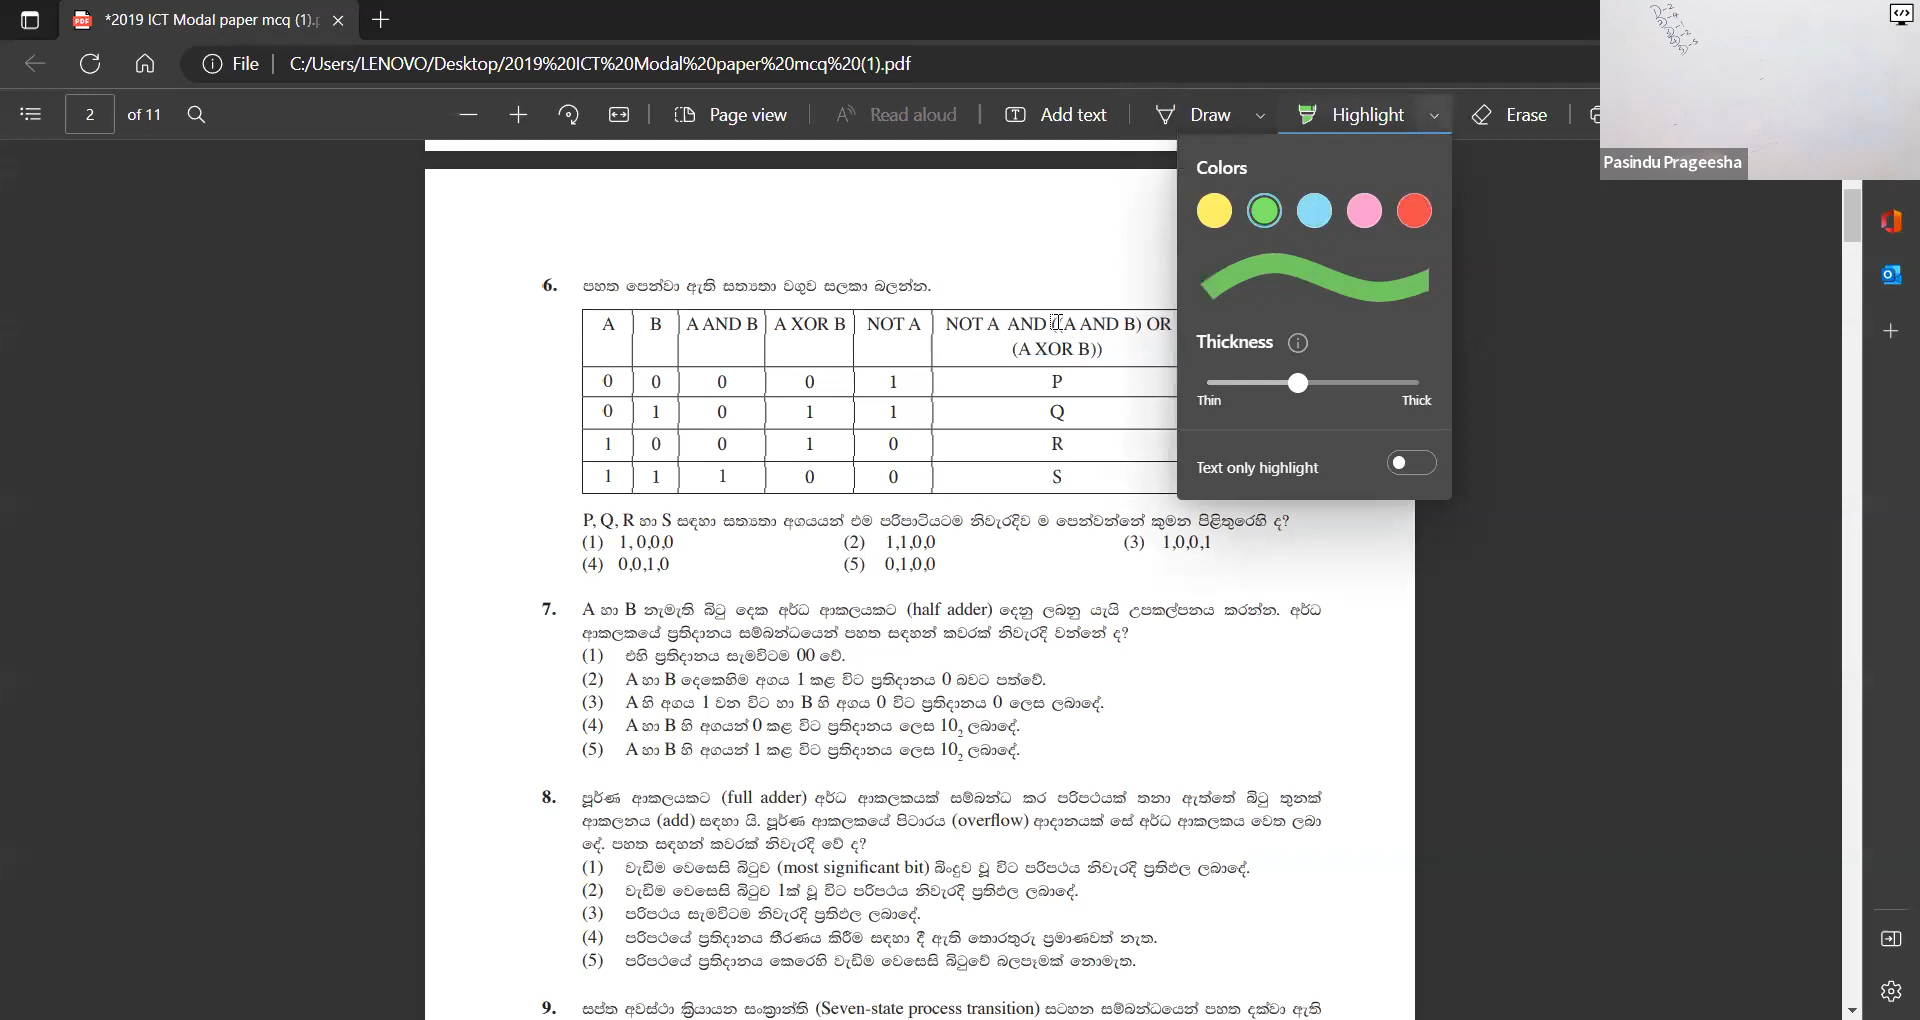 *2019 ICT Modal paper mcq (1).p
File
C:/Users/LENOVO/Desktop/2019%20ICT%20Modal%20paper%20mcq%20(1).pdf
2 of 11
Page view
Read aloud
Add text
Draw
Highlight
Erase
1)-2
2)-4
3)-1
4)-2
5)-5
Pasindu Prageesha
Colors
Thickness
Thin Thick
Text only highlight
6. පහත පෙන්වා ඇති සත්‍යතා වගුව සලකා බලන්න.
A B A AND B A XOR B NOT A NOT A AND ((A AND B) OR
(A XOR B))
0 0 0 0 1 P
0 1 0 1 1 Q
1 0 0 1 0 R
1 1 1 0 0 S
P, Q, R හා S සඳහා සත්‍යතා අගයයන් එම පරිපාටියටම නිවැරදිව ම පෙන්වන්නේ කුමන පිළිතුරෙහි ද?
(1) 1, 0,0,0 (2) 1,1,0,0 (3) 1,0,0,1
(4) 0,0,1,0 (5) 0,1,0,0
7. A හා B නැමැති බිටු දෙක අර්ධ ආකලයකට (half adder) දෙනු ලබනු යැයි උපකල්පනය කරන්න. අර්ධ
ආකලකයේ ප්‍රතිදානය සම්බන්ධයෙන් පහත සඳහන් කවරක් නිවැරදි වන්නේ ද?
(1) එහි ප්‍රතිදානය සැමවිටම 00 වේ.
(2) A හා B දෙකෙහිම අගය 1 කළ විට ප්‍රතිදානය 0 බවට පත්වේ.
(3) A හි අගය 1 වන විට හා B හි අගය 0 විට ප්‍රතිදානය 0 ලෙස ලබාදේ.
(4) A හා B හි අගයන් 0 කළ විට ප්‍රතිදානය ලෙස 10₂ ලබාදේ.
(5) A හා B හි අගයන් 1 කළ විට ප්‍රතිදානය ලෙස 10₂ ලබාදේ.
8. පූර්ණ ආකලයකට (full adder) අර්ධ ආකලකයක් සම්බන්ධ කර පරිපථයක් තනා ඇත්තේ බිටු තුනක්
ආකලනය (add) සඳහා යි. පූර්ණ ආකලකයේ පිටාරය (overflow) ආදානයක් සේ අර්ධ ආකලකය වෙත ලබා
දේ. පහත සඳහන් කවරක් නිවැරදි වේ ද?
(1) වැඩිම වෙසෙසි බිටුව (most significant bit) බිංදුව වූ විට පරිපථය නිවැරදි ප්‍රතිඵල ලබාදේ.
(2) වැඩිම වෙසෙසි බිටුව 1ක් වූ විට පරිපථය නිවැරදි ප්‍රතිඵල ලබාදේ.
(3) පරිපථය සැමවිටම නිවැරදි ප්‍රතිඵල ලබාදේ.
(4) පරිපථයේ ප්‍රතිදානය තීරණය කිරීම සඳහා දී ඇති තොරතුරු ප්‍රමාණවත් නැත.
(5) පරිපථයේ ප්‍රතිදානය කෙරෙහි වැඩිම වෙසෙසි බිටුවේ බලපෑමක් නොමැත.
9. සප්ත අවස්ථා ක්‍රියායන සංක්‍රාන්ති (Seven-state process transition) සටහන සම්බන්ධයෙන් පහත දක්වා ඇති